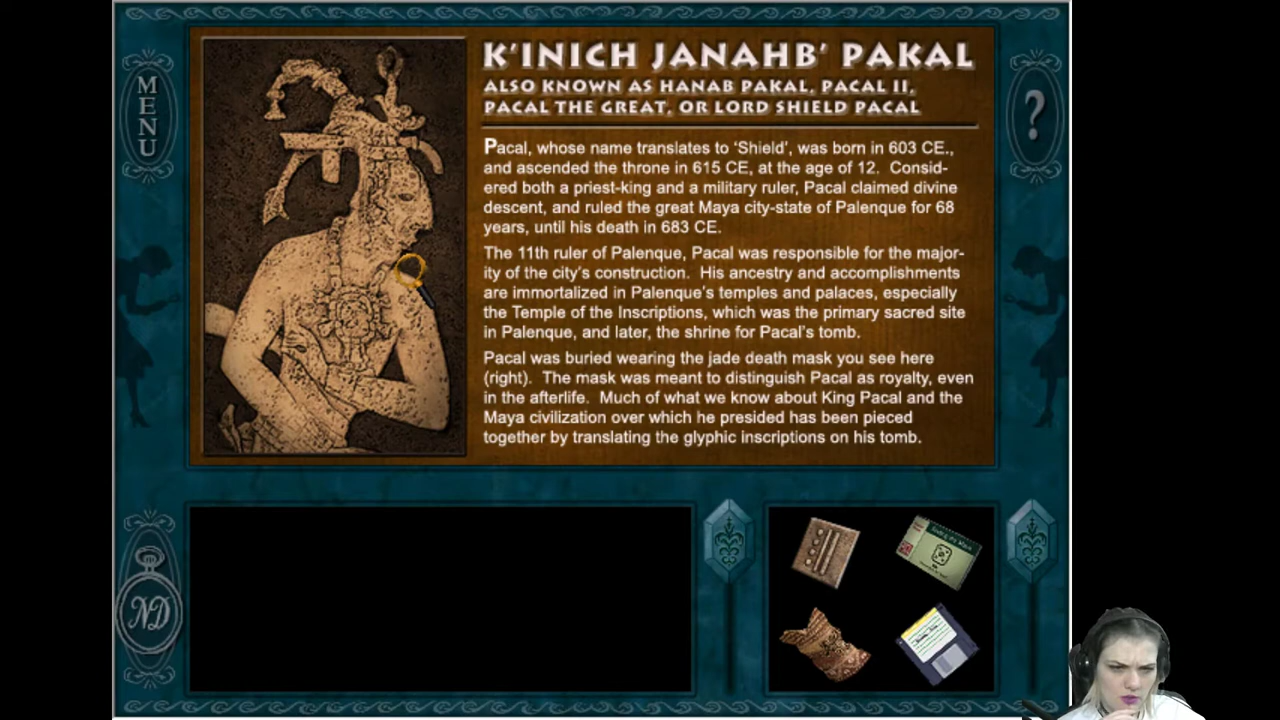 MENU
K'INICH JANAHB' PAKAL
ALSO KNOWN AS HANAB PAKAL, PACAL II,
PACAL THE GREAT, OR LORD SHIELD PACAL
?
Pacal, whose name translates to ‘Shield’, was born in 603 CE.,
and ascended the throne in 615 CE, at the age of 12.  Consid-
ered both a priest-king and a military ruler, Pacal claimed divine
descent, and ruled the great Maya city-state of Palenque for 68
years, until his death in 683 CE.
The 11th ruler of Palenque, Pacal was responsible for the major-
ity of the city's construction.  His ancestry and accomplishments
are immortalized in Palenque's temples and palaces, especially
the Temple of the Inscriptions, which was the primary sacred site
in Palenque, and later, the shrine for Pacal's tomb.
Pacal was buried wearing the jade death mask you see here
(right).  The mask was meant to distinguish Pacal as royalty, even
in the afterlife.  Much of what we know about King Pacal and the
Maya civilization over which he presided has been pieced
together by translating the glyphic inscriptions on his tomb.
ND